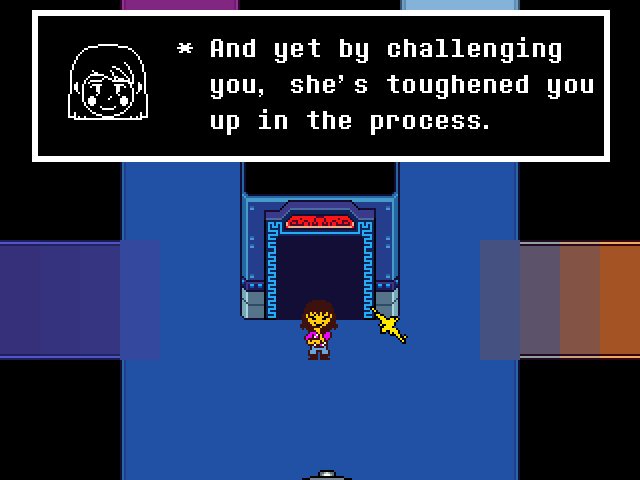 * And yet by challenging
you, she's toughened you
up in the process.